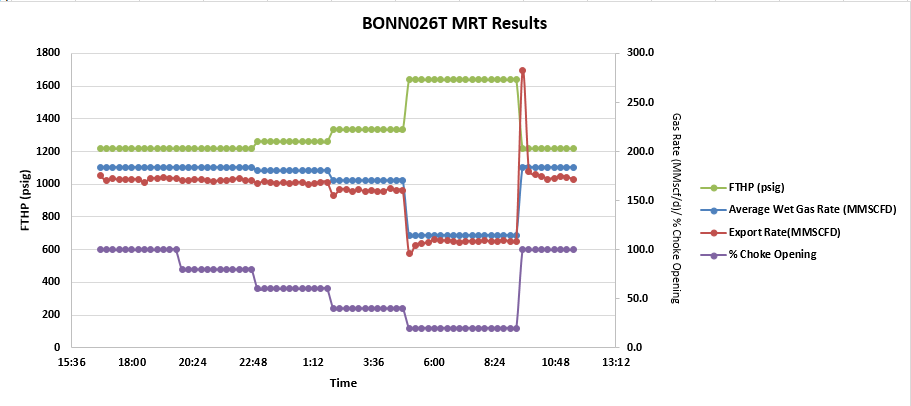 BONN026T MRT Results
1800
1600
1400
1200
1000
800
600
400
200
0
FTHP (psig)
300.0
250.0
200.0
150.0
100.0
50.0
0.0
Gas Rate (MMscf/d)/ % Choke Opening
15:36 18:00 20:24 22:48 1:12 3:36 6:00 8:24 10:48 13:12
Time
FTHP (psig)
Average Wet Gas Rate (MMSCFD)
Export Rate(MMSCFD)
% Choke Opening